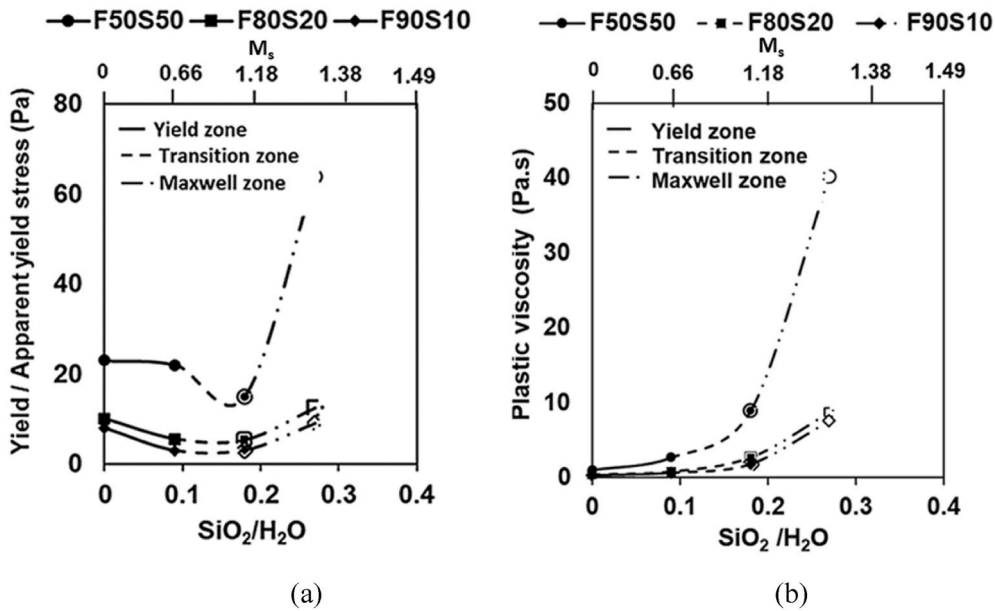 F50S50 F80S20 F90S10
Ms
0 0.66 1.18 1.38 1.49
Yield / Apparent yield stress (Pa)
80
60
40
20
0
Yield zone
Transition zone
Maxwell zone
0 0.1 0.2 0.3 0.4
SiO2/H2O
(a)
F50S50 F80S20 F90S10
Ms
0 0.66 1.18 1.38 1.49
Plastic viscosity (Pa.s)
50
40
30
20
10
0
Yield zone
Transition zone
Maxwell zone
0 0.1 0.2 0.3 0.4
SiO2 /H2O
(b)